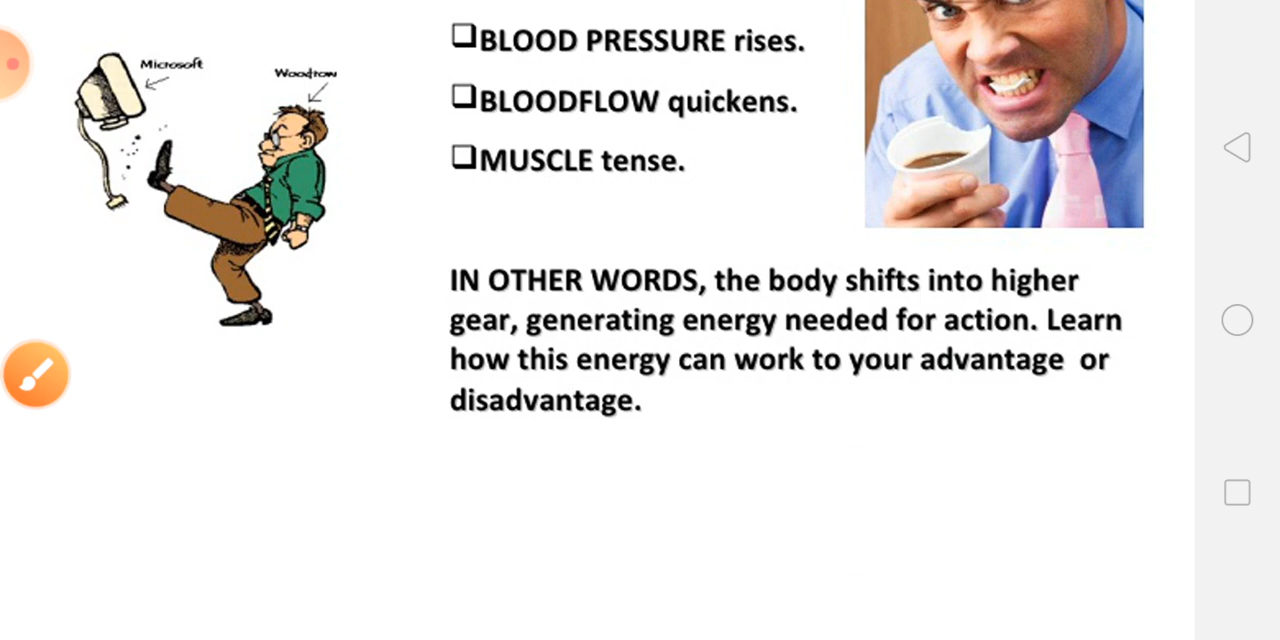 Microsoft
Woodrow
❑BLOOD PRESSURE rises.
❑BLOODFLOW quickens.
❑MUSCLE tense.
IN OTHER WORDS, the body shifts into higher
gear, generating energy needed for action. Learn
how this energy can work to your advantage or
disadvantage.